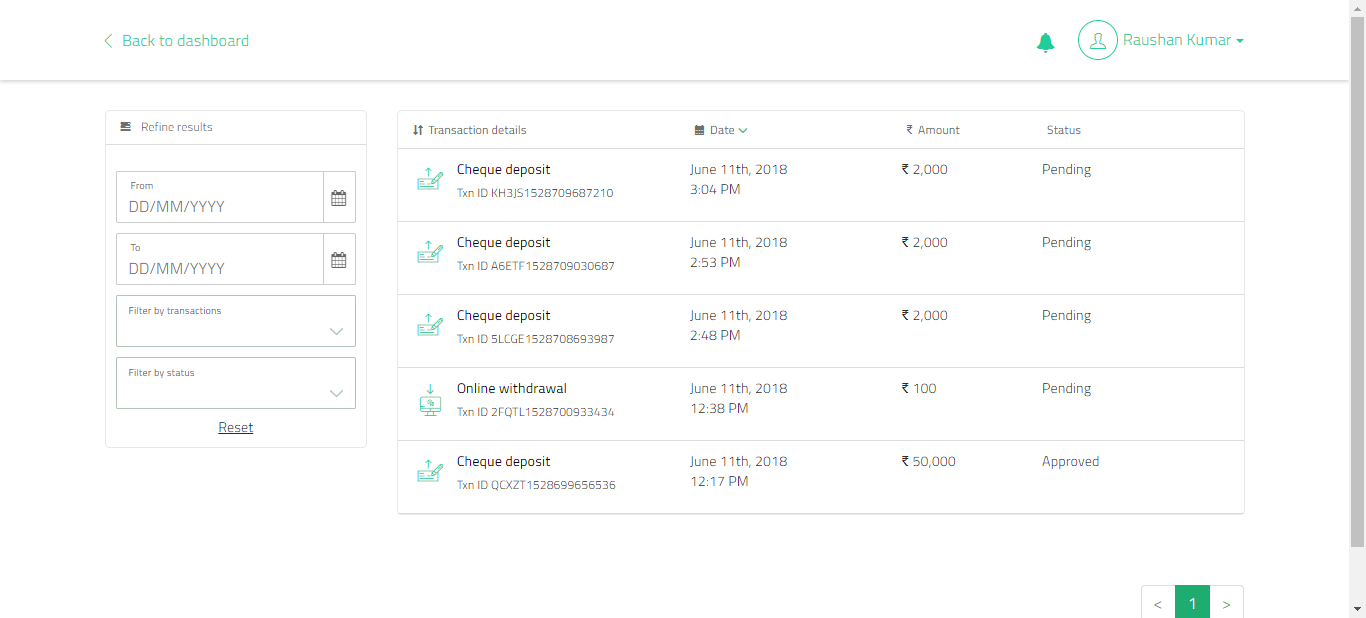 Back to dashboard
Raushan Kumar
Refine results
From
DD/MM/YYYY
To
DD/MM/YYYY
Filter by transactions
Filter by status
Reset
Transaction details Date ₹ Amount Status
Cheque deposit June 11th, 2018 ₹ 2,000 Pending
Txn ID KH3JS1528709687210 3:04 PM
Cheque deposit June 11th, 2018 ₹ 2,000 Pending
Txn ID A6ETF1528709030687 2:53 PM
Cheque deposit June 11th, 2018 ₹ 2,000 Pending
Txn ID 5LCGE1528708693987 2:48 PM
Online withdrawal June 11th, 2018 ₹ 100 Pending
Txn ID 2FQTL1528700933434 12:38 PM
Cheque deposit June 11th, 2018 ₹ 50,000 Approved
Txn ID QCXZT1528699656536 12:17 PM
< 1 >